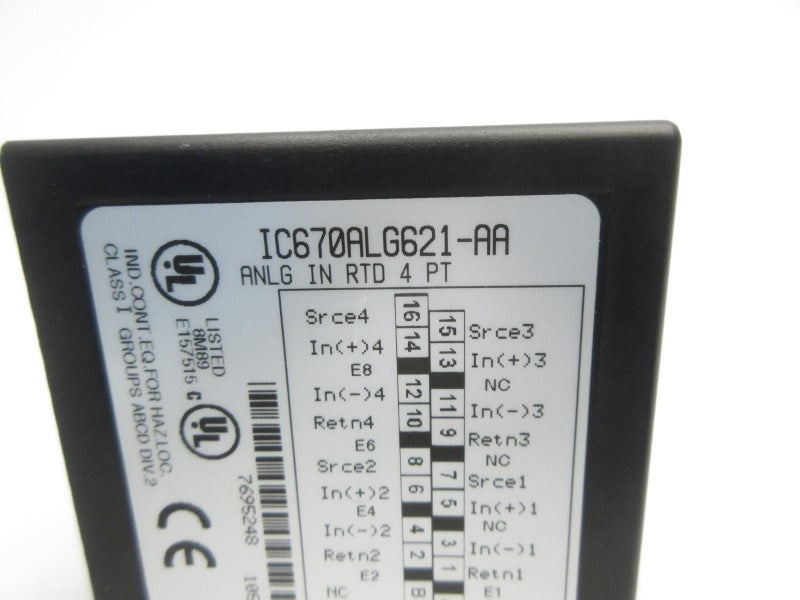 IC670ALG621-AA
ANLG IN RTD 4 PT
UL
LISTED
8M89
E157515
IND.CONT.EQ.FOR HAZ.LOC.
CLASS I GROUPS ABCD DIV.2
C UL
CE
7695248
Srce4 16 15 Srce3
In(+)4 14 13 In(+)3
E8 NC
In(-)4 12 11 In(-)3
Retn4 10 9 Retn3
E6 NC
Srce2 8 7 Srce1
In(+)2 6 5 In(+)1
E4 NC
In(-)2 4 3 In(-)1
Retn2 2 1 Retn1
E2 E1
NC B